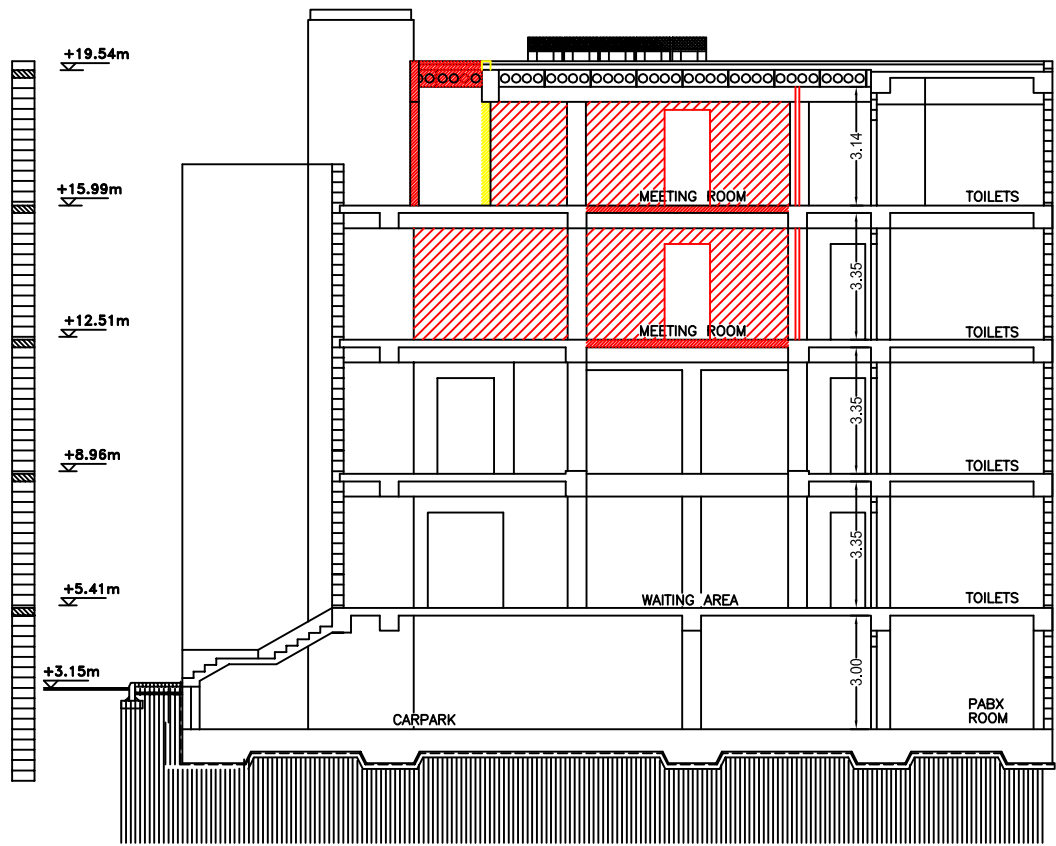 +19.54m
3.14
+15.99m
MEETING ROOM
TOILETS
3.35
+12.51m
MEETING ROOM
TOILETS
3.35
+8.96m
TOILETS
3.35
+5.41m
WAITING AREA
TOILETS
+3.15m
3.00
CARPARK
PABX
ROOM